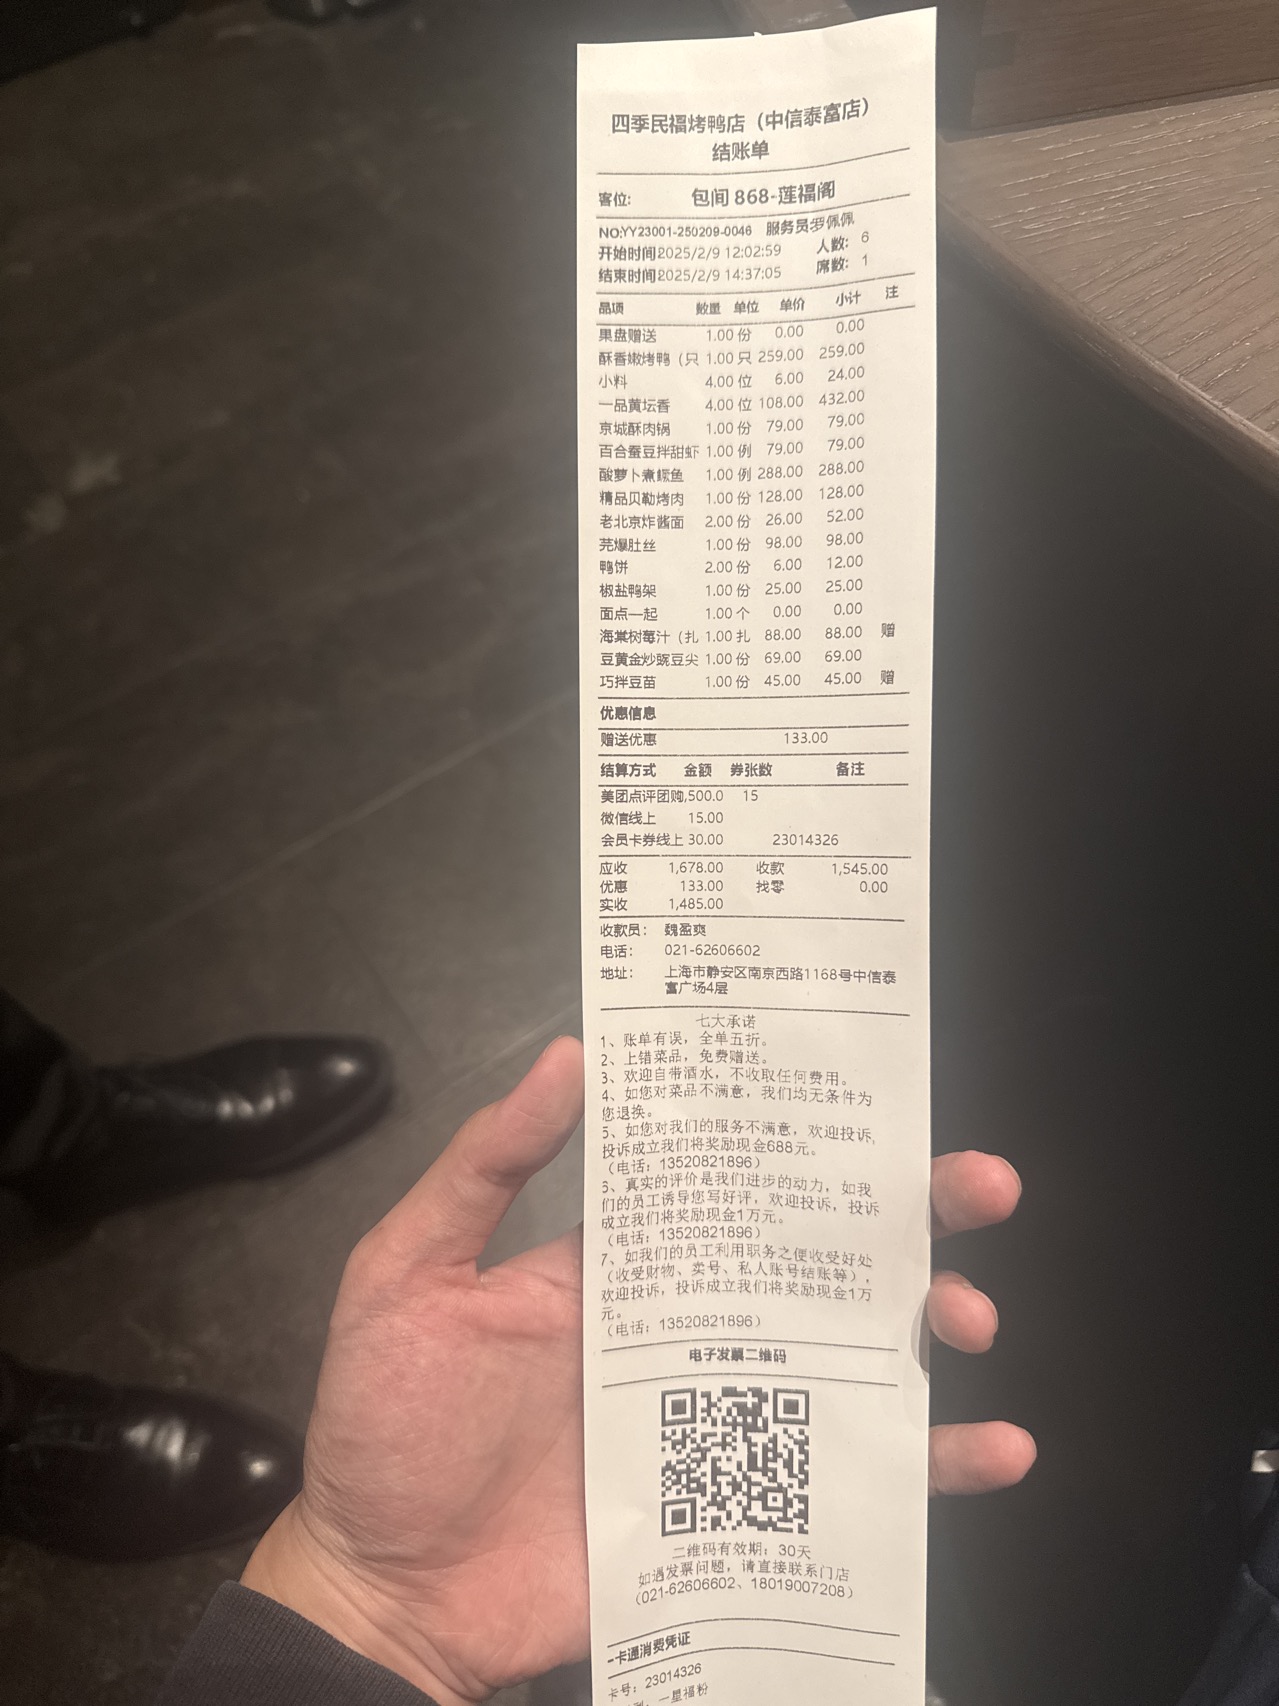 四季民福烤鸭店（中信泰富店）
结账单
客位: 包间 868-莲福阁
NO:YY23001-250209-0046 服务员:罗佩佩
开始时间2025/2/9 12:02:59 人数: 6
结束时间2025/2/9 14:37:05 席数: 1
品项 数量 单位 单价 小计 注
果盘赠送 1.00 份 0.00 0.00
酥香嫩烤鸭（只 1.00 只 259.00 259.00
小料 4.00 位 6.00 24.00
一品黄坛香 4.00 位 108.00 432.00
京城酥肉锅 1.00 份 79.00 79.00
百合蚕豆拌甜虾 1.00 例 79.00 79.00
酸萝卜煮鳜鱼 1.00 例 288.00 288.00
精品贝勒烤肉 1.00 份 128.00 128.00
老北京炸酱面 2.00 份 26.00 52.00
芫爆肚丝 1.00 份 98.00 98.00
鸭饼 2.00 份 6.00 12.00
椒盐鸭架 1.00 份 25.00 25.00
面点一起 1.00 个 0.00 0.00
海棠树莓汁（扎 1.00 扎 88.00 88.00 赠
豆黄金炒豌豆尖 1.00 份 69.00 69.00
巧拌豆苗 1.00 份 45.00 45.00 赠
优惠信息
赠送优惠 133.00
结算方式 金额 券张数 备注
美团点评团购,500.0 15
微信线上 15.00
会员卡券线上 30.00 23014326
应收 1,678.00 收款 1,545.00
优惠 133.00 找零 0.00
实收 1,485.00
收款员: 魏盈爽
电话: 021-62606602
地址: 上海市静安区南京西路1168号中信泰
富广场4层
七大承诺
1、账单有误，全单五折。
2、上错菜品，免费赠送。
3、欢迎自带酒水，不收取任何费用。
4、如您对菜品不满意，我们均无条件为
您退换。
5、如您对我们的服务不满意，欢迎投诉，
投诉成立我们将奖励现金688元。
（电话: 13520821896）
6、真实的评价是我们进步的动力，如我
们的员工诱导您写好评，欢迎投诉，投诉
成立我们将奖励现金1万元。
（电话: 13520821896）
7、如我们的员工利用职务之便收受好处
（收受财物、卖号、私人账号结账等），
欢迎投诉，投诉成立我们将奖励现金1万
元。
（电话: 13520821896）
电子发票二维码
二维码有效期: 30天
如遇发票问题，请直接联系门店
（021-62606602、18019007208）
一卡通消费凭证
卡号: 23014326
一星福粉